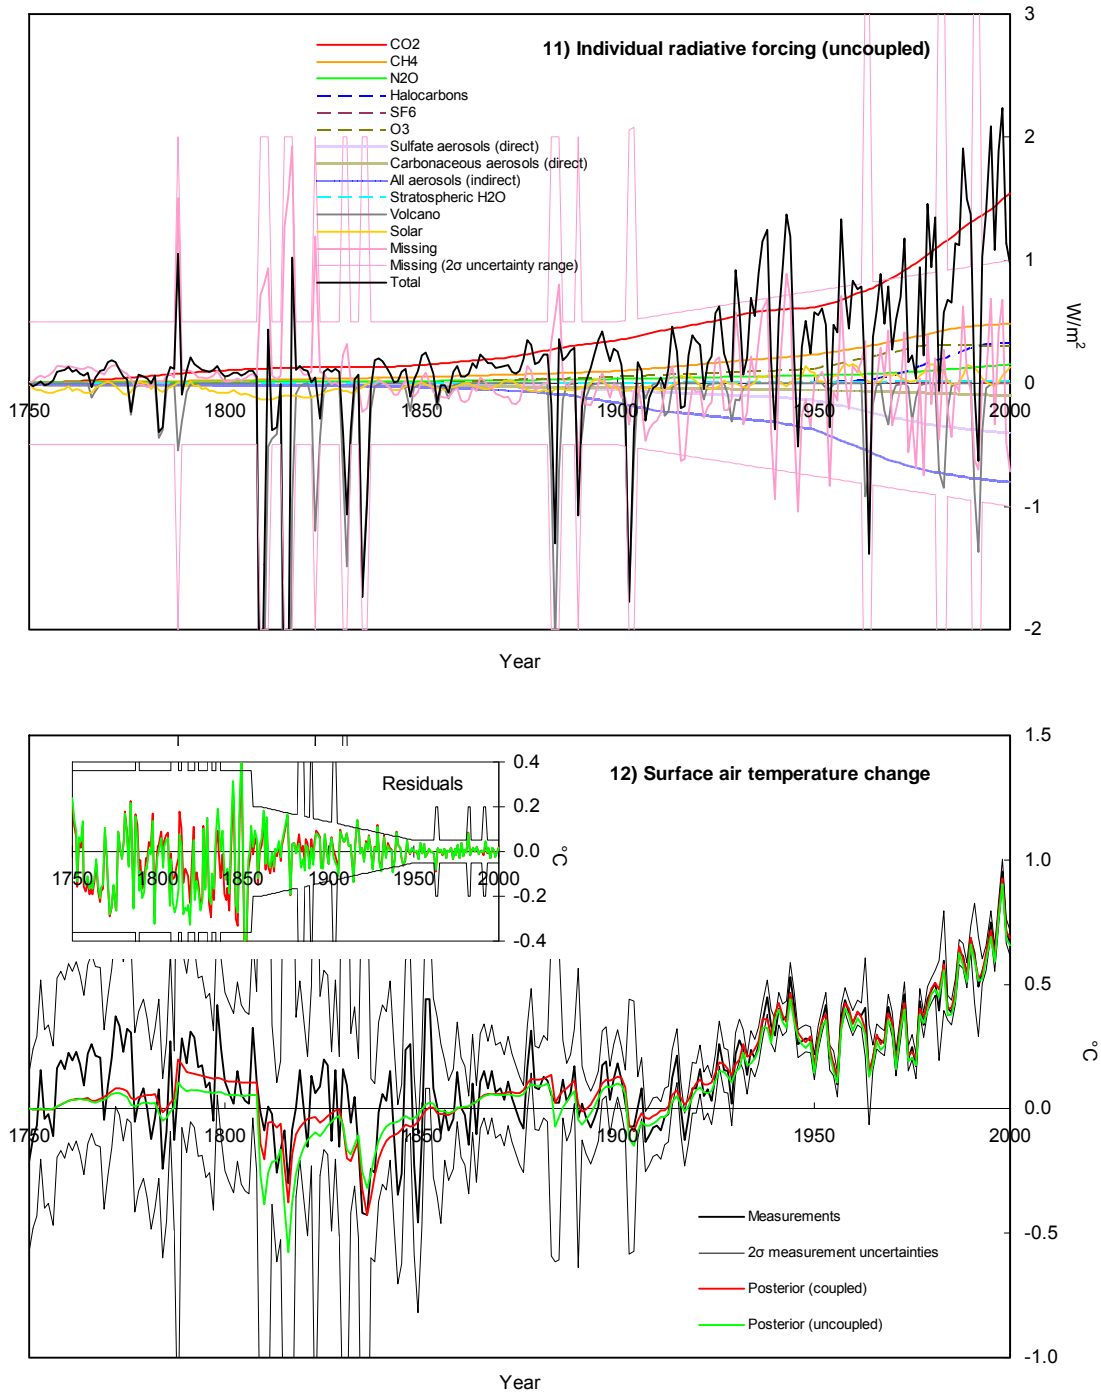 3
11) Individual radiative forcing (uncoupled)
CO2
CH4
N2O
Halocarbons
SF6
O3
2
Sulfate aerosols (direct)
Carbonaceous aerosols (direct)
All aerosols (indirect)
Stratospheric H2O
Volcano
Solar
Missing
Missing (2σ uncertainty range)
1
Total
W/m2
0
1750 1800 1850 1900 1950 2000
-1
-2
Year
1.5
12) Surface air temperature change
Residuals
0.4
0.2
0.0
°C
1750 1800 1850 1900 1950 2000
-0.2
-0.4
1.0
0.5
°C
0.0
1750 1800 1850 1900 1950 2000
Measurements
-0.5
2σ measurement uncertainties
Posterior (coupled)
Posterior (uncoupled)
-1.0
Year